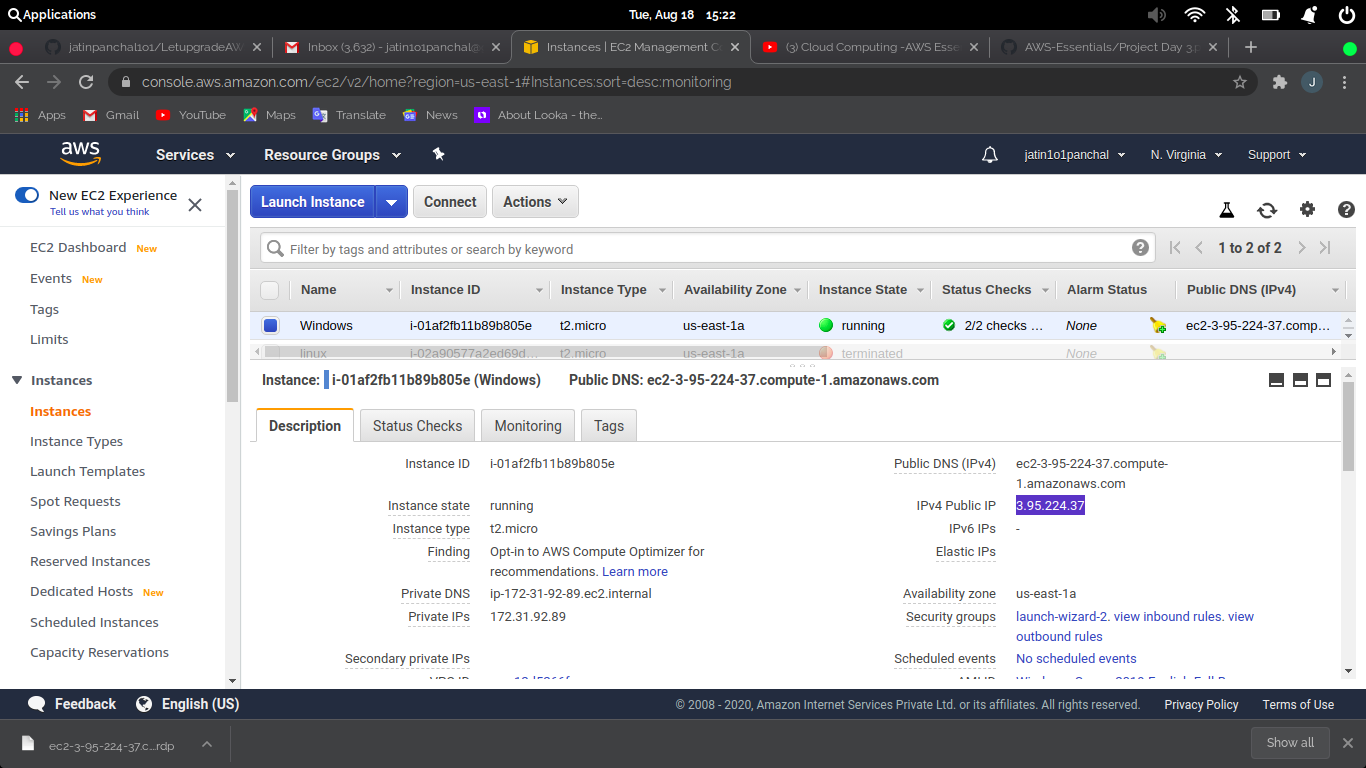 Applications
Tue, Aug 18 15:22
jatinpanchal1o1/LetupgradeAW
Inbox (3,632) - jatin1o1panchal@
Instances | EC2 Management C
(3) Cloud Computing -AWS Esse
AWS-Essentials/Project Day 3.p
console.aws.amazon.com/ec2/v2/home?region=us-east-1#Instances:sort=desc:monitoring
J
Apps Gmail YouTube Maps Translate News About Looka - the...
aws Services Resource Groups jatin1o1panchal N. Virginia Support
New EC2 Experience
Tell us what you think
EC2 Dashboard New
Events New
Tags
Limits
Instances
Instances
Instance Types
Launch Templates
Spot Requests
Savings Plans
Reserved Instances
Dedicated Hosts New
Scheduled Instances
Capacity Reservations
Launch Instance Connect Actions
Filter by tags and attributes or search by keyword
1 to 2 of 2
Name Instance ID Instance Type Availability Zone Instance State Status Checks Alarm Status Public DNS (IPv4)
Windows i-01af2fb11b89b805e t2.micro us-east-1a running 2/2 checks ... None ec2-3-95-224-37.comp...
linux i-02a90577a2ed69d... t2.micro us-east-1a terminated None
Instance: i-01af2fb11b89b805e (Windows) Public DNS: ec2-3-95-224-37.compute-1.amazonaws.com
Description Status Checks Monitoring Tags
Instance ID i-01af2fb11b89b805e
Public DNS (IPv4) ec2-3-95-224-37.compute-
1.amazonaws.com
Instance state running
IPv4 Public IP 3.95.224.37
Instance type t2.micro
IPv6 IPs -
Finding Opt-in to AWS Compute Optimizer for
recommendations. Learn more
Elastic IPs
Private DNS ip-172-31-92-89.ec2.internal
Availability zone us-east-1a
Private IPs 172.31.92.89
Security groups launch-wizard-2. view inbound rules. view
outbound rules
Secondary private IPs
Scheduled events No scheduled events
Feedback English (US)
© 2008 - 2020, Amazon Internet Services Private Ltd. or its affiliates. All rights reserved. Privacy Policy Terms of Use
ec2-3-95-224-37.c....rdp
Show all